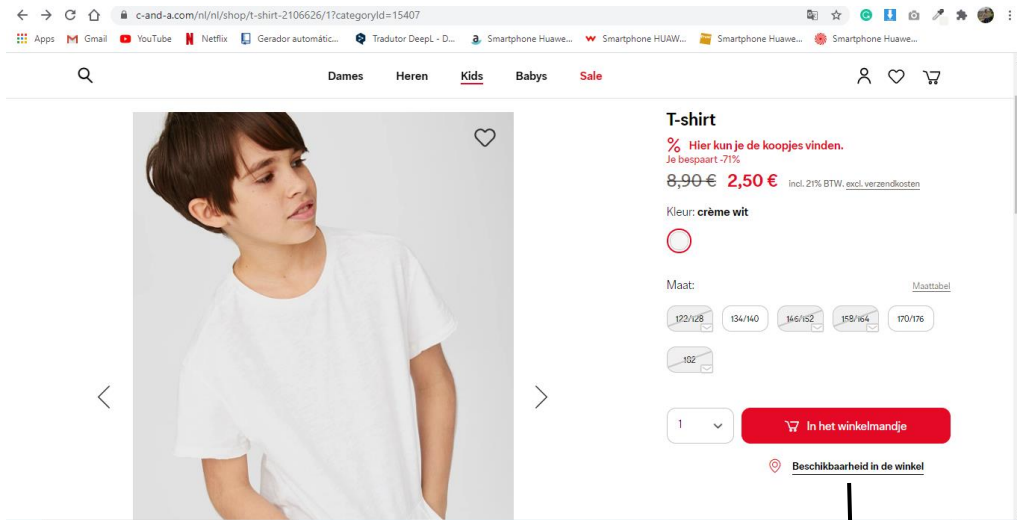 c-and-a.com/nl/nl/shop/t-shirt-2106626/1?categoryId=15407
Apps Gmail YouTube Netflix Gerador automátic... Tradutor DeepL - D... Smartphone Huawe... Smartphone HUAW... Smartphone Huawe... Smartphone Huawe...
Dames Heren Kids Babys Sale
T-shirt
% Hier kun je de koopjes vinden.
Je bespaart -71%
8,90 € 2,50 € incl. 21% BTW. excl. verzendkosten
Kleur: crème wit
Maat: Maattabel
122/128 134/140 146/152 158/164 170/176
182
1 In het winkelmandje
Beschikbaarheid in de winkel